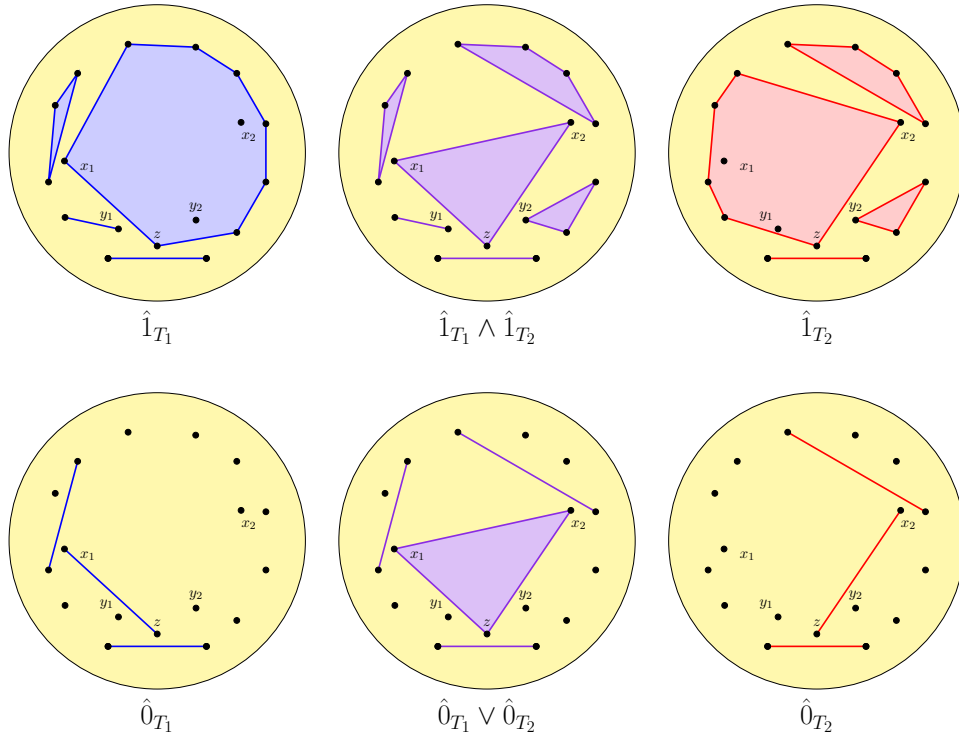 x₂
x₁
y₂
y₁
z
1̂_{T₁}
x₂
x₁
y₂
y₁
z
1̂_{T₁} ∧ 1̂_{T₂}
x₂
x₁
y₂
y₁
z
1̂_{T₂}
x₂
x₁
y₂
y₁
z
0̂_{T₁}
x₂
x₁
y₂
y₁
z
0̂_{T₁} ∨ 0̂_{T₂}
x₂
x₁
y₂
y₁
z
0̂_{T₂}